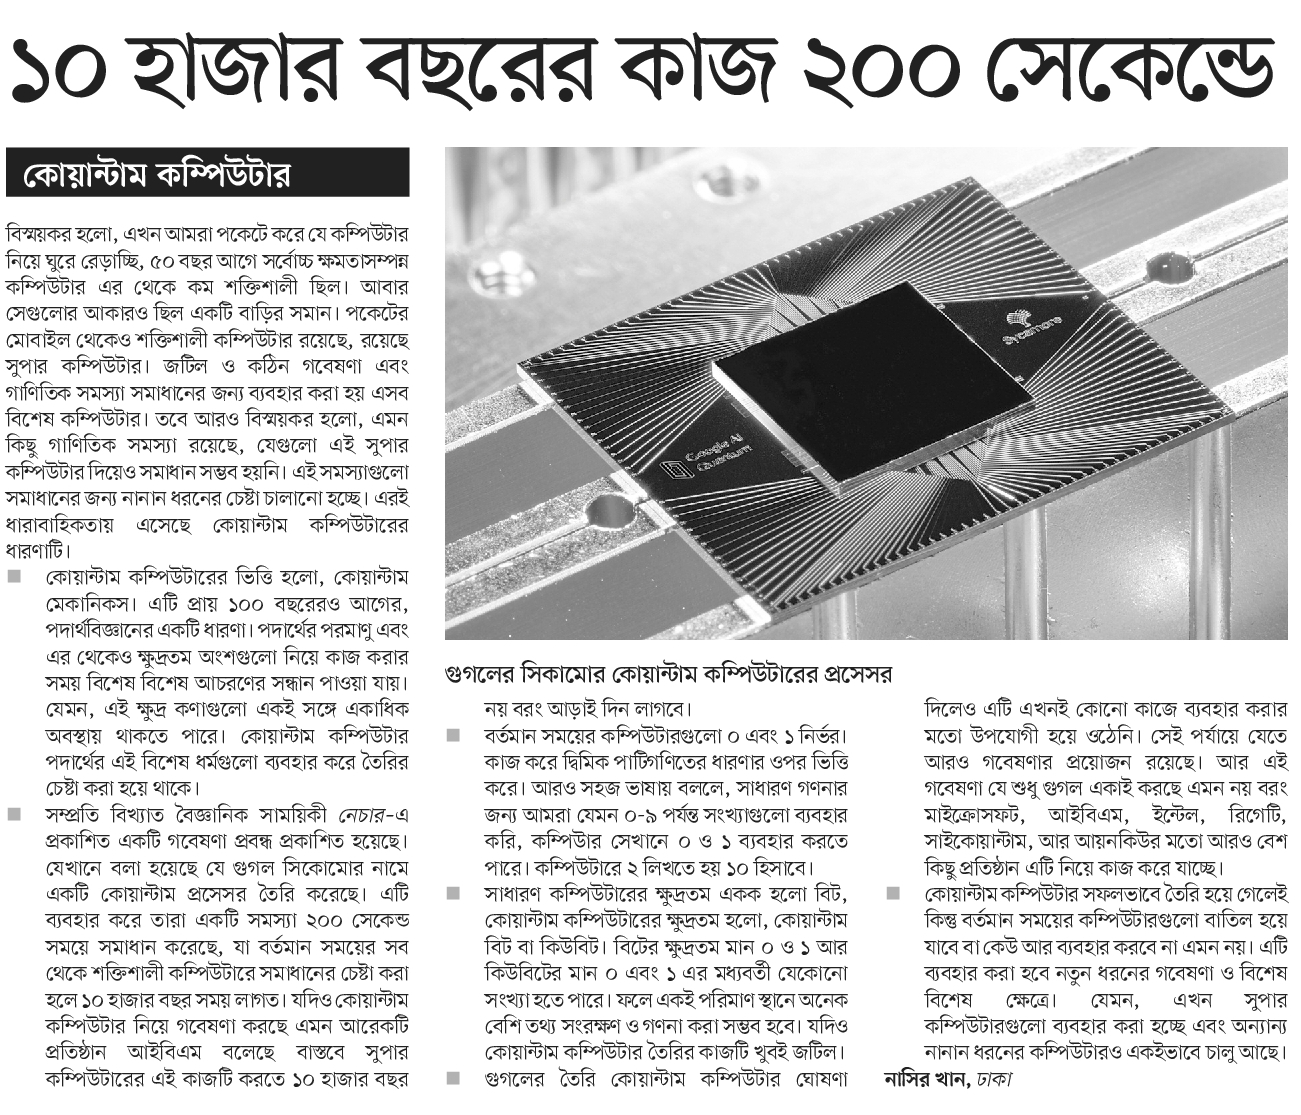 ১০ হাজার বছরের কাজ ২০০ সেকেন্ডে
কোয়ান্টাম কম্পিউটার
বিস্ময়কর হলো, এখন আমরা পকেটে করে যে কম্পিউটার
নিয়ে ঘুরে রেড়াচ্ছি, ৫০ বছর আগে সর্বোচ্চ ক্ষমতাসম্পন্ন
কম্পিউটার এর থেকে কম শক্তিশালী ছিল। আবার
সেগুলোর আকারও ছিল একটি বাড়ির সমান। পকেটের
মোবাইল থেকেও শক্তিশালী কম্পিউটার রয়েছে, রয়েছে
সুপার কম্পিউটার। জটিল ও কঠিন গবেষণা এবং
গাণিতিক সমস্যা সমাধানের জন্য ব্যবহার করা হয় এসব
বিশেষ কম্পিউটার। তবে আরও বিস্ময়কর হলো, এমন
কিছু গাণিতিক সমস্যা রয়েছে, যেগুলো এই সুপার
কম্পিউটার দিয়েও সমাধান সম্ভব হয়নি। এই সমস্যাগুলো
সমাধানের জন্য নানান ধরনের চেষ্টা চালানো হচ্ছে। এরই
ধারাবাহিকতায় এসেছে কোয়ান্টাম কম্পিউটারের
ধারণাটি।
■ কোয়ান্টাম কম্পিউটারের ভিত্তি হলো, কোয়ান্টাম
মেকানিকস। এটি প্রায় ১০০ বছরেরও আগের,
পদার্থবিজ্ঞানের একটি ধারণা। পদার্থের পরমাণু এবং
এর থেকেও ক্ষুদ্রতম অংশগুলো নিয়ে কাজ করার
সময় বিশেষ বিশেষ আচরণের সন্ধান পাওয়া যায়।
যেমন, এই ক্ষুদ্র কণাগুলো একই সঙ্গে একাধিক
অবস্থায় থাকতে পারে। কোয়ান্টাম কম্পিউটার
পদার্থের এই বিশেষ ধর্মগুলো ব্যবহার করে তৈরির
চেষ্টা করা হয়ে থাকে।
■ সম্প্রতি বিখ্যাত বৈজ্ঞানিক সাময়িকী নেচার-এ
প্রকাশিত একটি গবেষণা প্রবন্ধ প্রকাশিত হয়েছে।
যেখানে বলা হয়েছে যে গুগল সিকোমোর নামে
একটি কোয়ান্টাম প্রসেসর তৈরি করেছে। এটি
ব্যবহার করে তারা একটি সমস্যা ২০০ সেকেন্ড
সময়ে সমাধান করেছে, যা বর্তমান সময়ের সব
থেকে শক্তিশালী কম্পিউটারে সমাধানের চেষ্টা করা
হলে ১০ হাজার বছর সময় লাগত। যদিও কোয়ান্টাম
কম্পিউটার নিয়ে গবেষণা করছে এমন আরেকটি
প্রতিষ্ঠান আইবিএম বলেছে বাস্তবে সুপার
কম্পিউটারের এই কাজটি করতে ১০ হাজার বছর
Sycamore
Google AI
Quantum
গুগলের সিকামোর কোয়ান্টাম কম্পিউটারের প্রসেসর
নয় বরং আড়াই দিন লাগবে।
■ বর্তমান সময়ের কম্পিউটারগুলো ০ এবং ১ নির্ভর।
কাজ করে দ্বিমিক পাটিগণিতের ধারণার ওপর ভিত্তি
করে। আরও সহজ ভাষায় বললে, সাধারণ গণনার
জন্য আমরা যেমন ০-৯ পর্যন্ত সংখ্যাগুলো ব্যবহার
করি, কম্পিউার সেখানে ০ ও ১ ব্যবহার করতে
পারে। কম্পিউটারে ২ লিখতে হয় ১০ হিসাবে।
■ সাধারণ কম্পিউটারের ক্ষুদ্রতম একক হলো বিট,
কোয়ান্টাম কম্পিউটারের ক্ষুদ্রতম হলো, কোয়ান্টাম
বিট বা কিউবিট। বিটের ক্ষুদ্রতম মান ০ ও ১ আর
কিউবিটের মান ০ এবং ১ এর মধ্যবর্তী যেকোনো
সংখ্যা হতে পারে। ফলে একই পরিমাণ স্থানে অনেক
বেশি তথ্য সংরক্ষণ ও গণনা করা সম্ভব হবে। যদিও
কোয়ান্টাম কম্পিউটার তৈরির কাজটি খুবই জটিল।
■ গুগলের তৈরি কোয়ান্টাম কম্পিউটার ঘোষণা
দিলেও এটি এখনই কোনো কাজে ব্যবহার করার
মতো উপযোগী হয়ে ওঠেনি। সেই পর্যায়ে যেতে
আরও গবেষণার প্রয়োজন রয়েছে। আর এই
গবেষণা যে শুধু গুগল একাই করছে এমন নয় বরং
মাইক্রোসফট, আইবিএম, ইন্টেল, রিগেটি,
সাইকোয়ান্টাম, আর আয়নকিউর মতো আরও বেশ
কিছু প্রতিষ্ঠান এটি নিয়ে কাজ করে যাচ্ছে।
■ কোয়ান্টাম কম্পিউটার সফলভাবে তৈরি হয়ে গেলেই
কিন্তু বর্তমান সময়ের কম্পিউটারগুলো বাতিল হয়ে
যাবে বা কেউ আর ব্যবহার করবে না এমন নয়। এটি
ব্যবহার করা হবে নতুন ধরনের গবেষণা ও বিশেষ
বিশেষ ক্ষেত্রে। যেমন, এখন সুপার
কম্পিউটারগুলো ব্যবহার করা হচ্ছে এবং অন্যান্য
নানান ধরনের কম্পিউটারও একইভাবে চালু আছে।
নাসির খান, ঢাকা